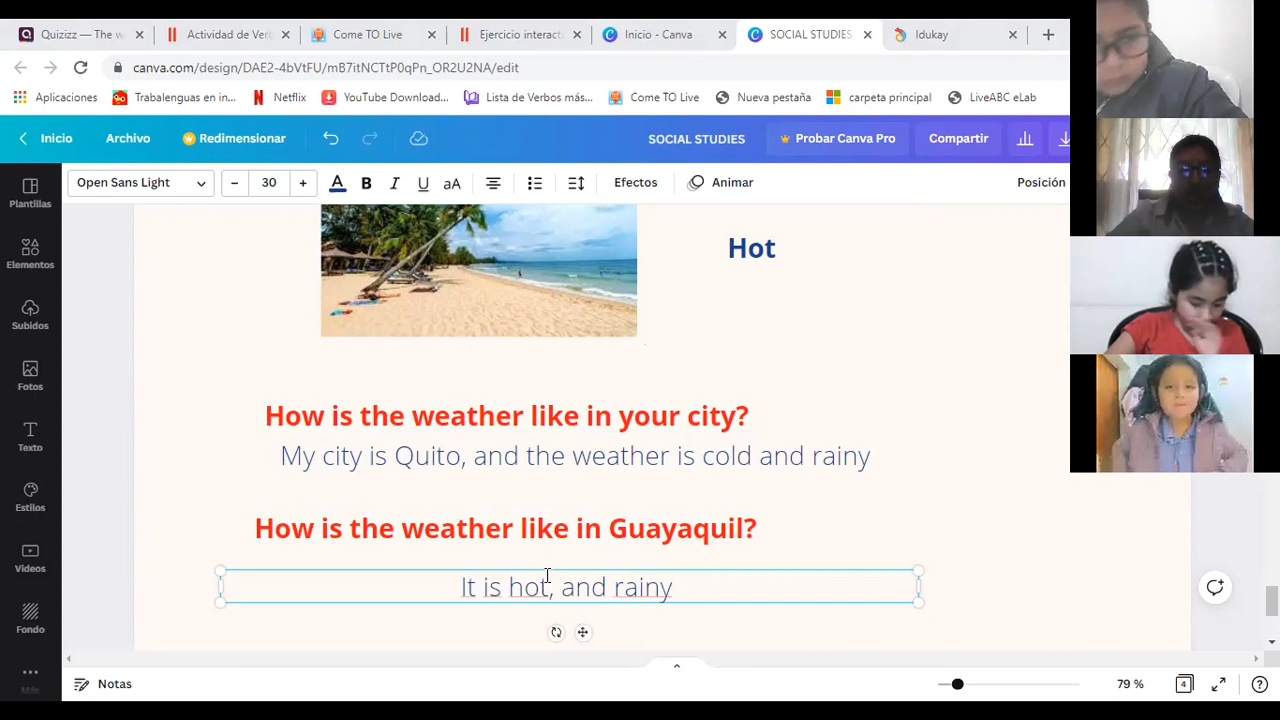 Quizizz — The w
Actividad de Ver
Come TO Live
Ejercicio interact
Inicio - Canva
SOCIAL STUDIES
Idukay
canva.com/design/DAE2-4bVtFU/mB7itNCTtP0qPn_OR2U2NA/edit
Aplicaciones
Trabalenguas en in...
Netflix
YouTube Download...
Lista de Verbos más...
Come TO Live
Nueva pestaña
carpeta principal
LiveABC eLab
Inicio
Archivo
Redimensionar
SOCIAL STUDIES
Probar Canva Pro
Compartir
Open Sans Light
30
A
B
I
U
aA
Efectos
Animar
Posición
Plantillas
Elementos
Subidos
Fotos
Texto
Estilos
Videos
Fondo
Más
Hot
How is the weather like in your city?
My city is Quito, and the weather is cold and rainy
How is the weather like in Guayaquil?
It is hot, and rainy
Notas
79 %
4